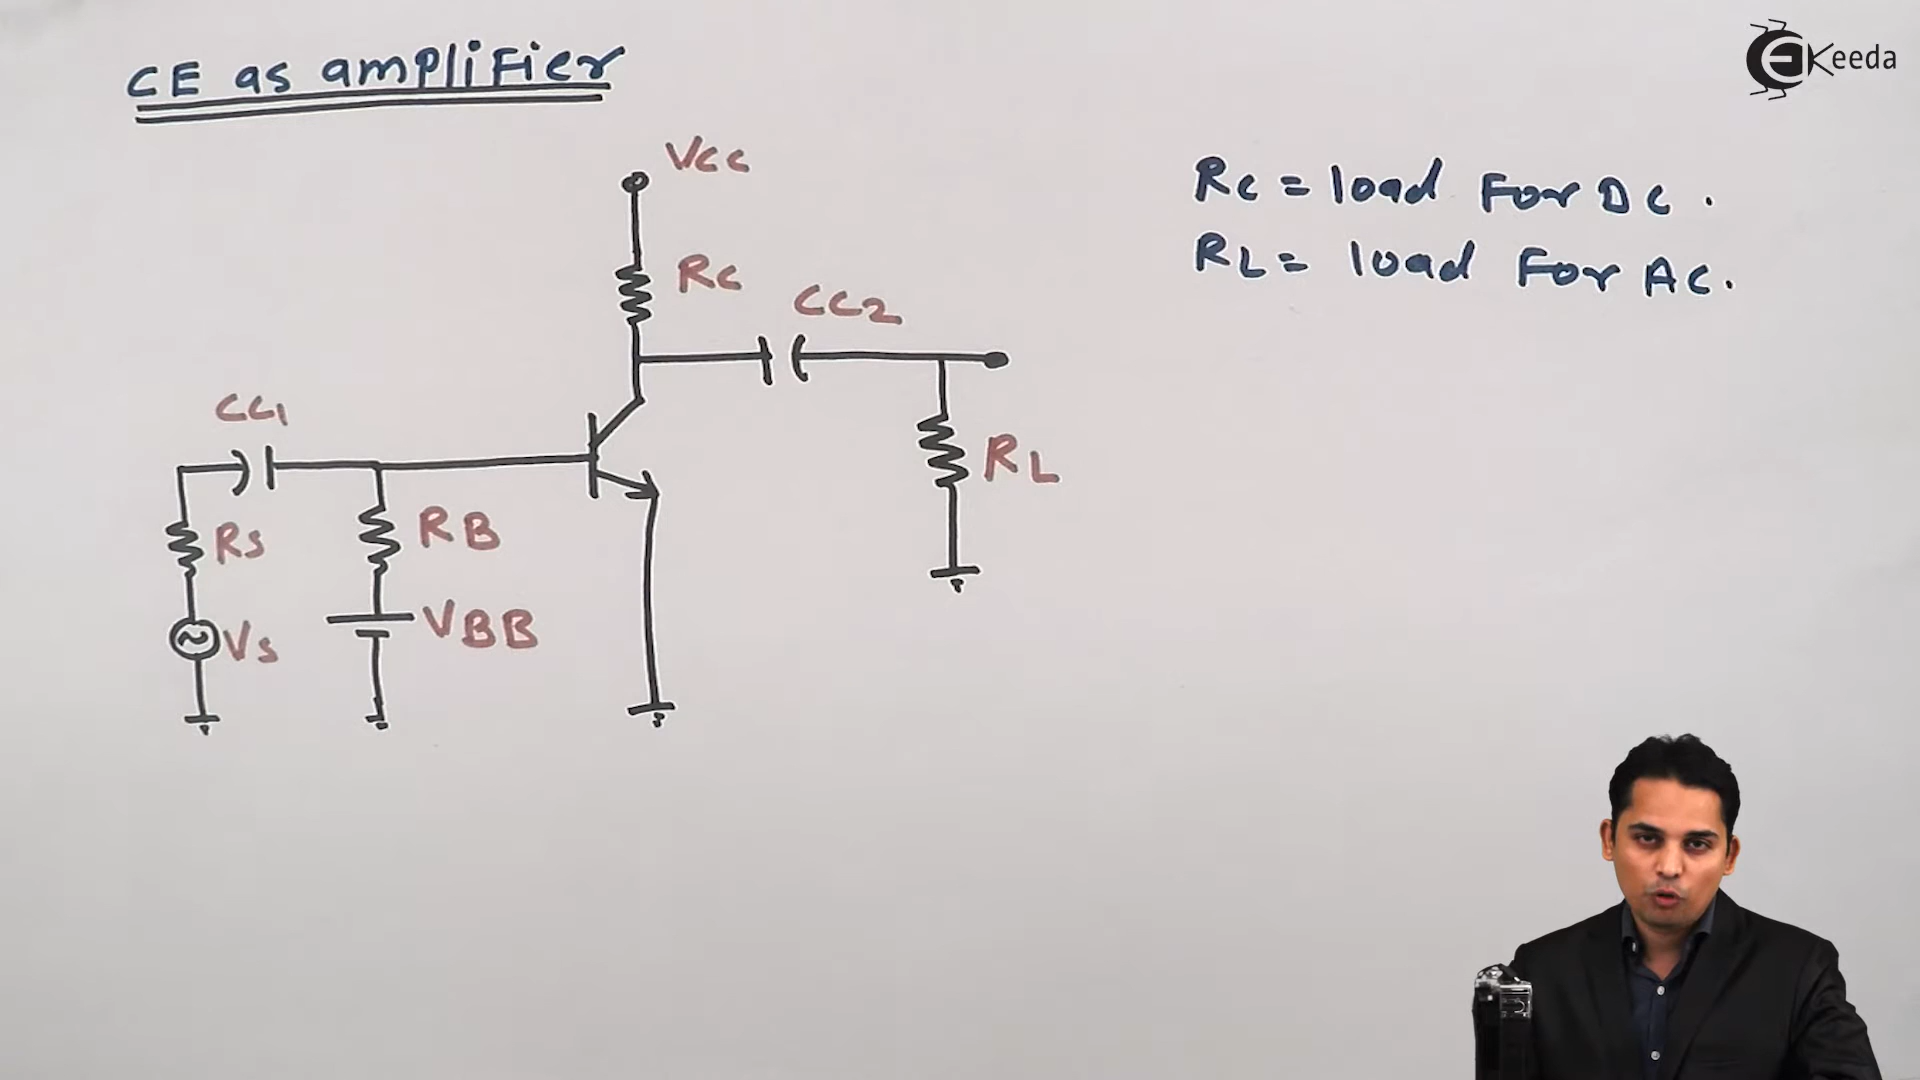 CE as amplifier
Keeda
VCC
RC = load For DC.
RL = load For AC.
RC
CC2
CC1
RL
RS
RB
VS
VBB